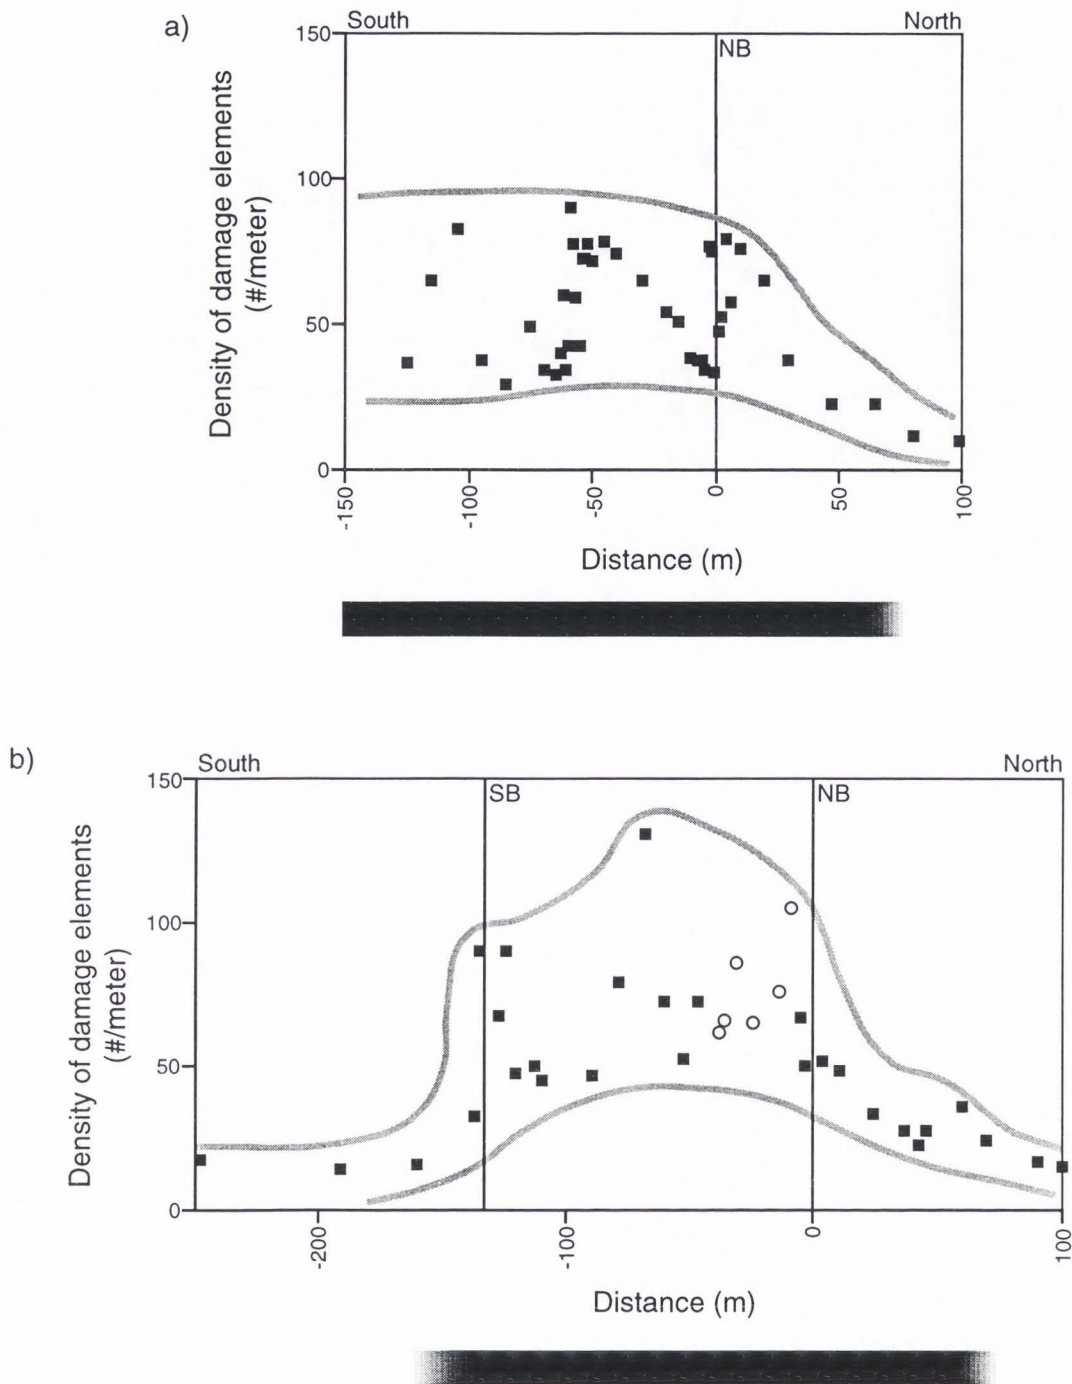 a)
South North
NB
150
100
50
0
Density of damage elements
(#/meter)
-150 -100 -50 0 50 100
Distance (m)
b)
South North
SB NB
150
100
50
0
Density of damage elements
(#/meter)
-200 -100 0 100
Distance (m)